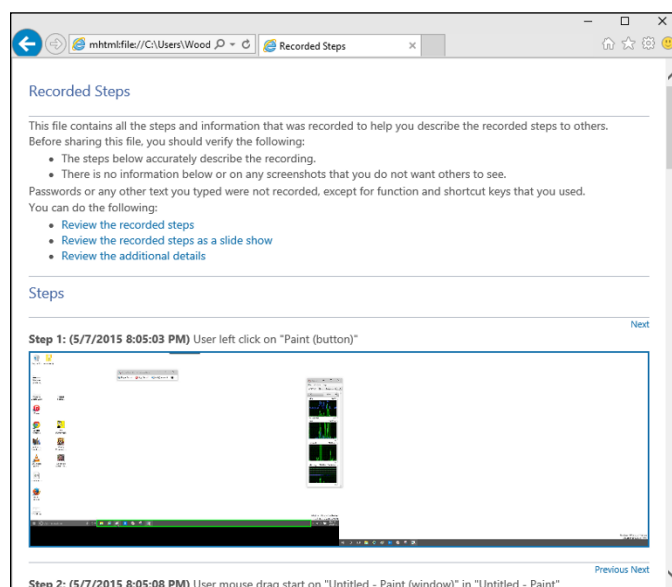 mhtml:file://C:\Users\Wood
Recorded Steps
Recorded Steps
This file contains all the steps and information that was recorded to help you describe the recorded steps to others.
Before sharing this file, you should verify the following:
The steps below accurately describe the recording.
There is no information below or on any screenshots that you do not want others to see.
Passwords or any other text you typed were not recorded, except for function and shortcut keys that you used.
You can do the following:
Review the recorded steps
Review the recorded steps as a slide show
Review the additional details
Steps
Next
Step 1: (5/7/2015 8:05:03 PM) User left click on "Paint (button)"
Previous Next
Step 2: (5/7/2015 8:05:08 PM) User mouse drag start on "Untitled - Paint (window)" in "Untitled - Paint"